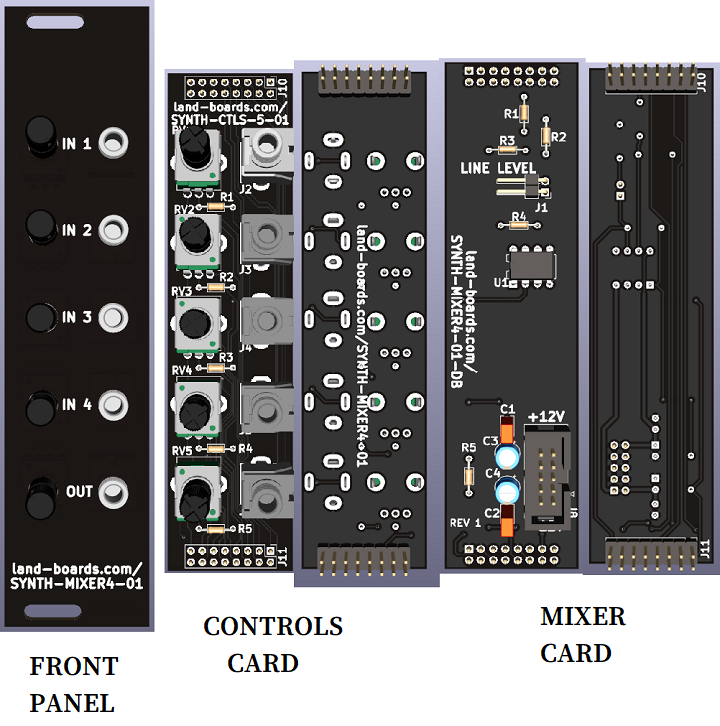 IN 1
IN 2
IN 3
IN 4
OUT
land-boards.com/
SYNTH-MIXER4-01
FRONT
PANEL
J10
land-boards.com/
SYNTH-CTLS-5-01
J2
R1
RV2
J3
R2
RV3
J4
R3
RV4
R4
RV5
R5
J11
land-boards.com/SYNTH-MIXER4-01
CONTROLS
CARD
R1
R2
R3
LINE LEVEL
J1
R4
U1
land-boards.com/
SYNTH-MIXER4-01-DB
C1
+12V
C3
R5
C4
C2
REV 1
J10
J11
MIXER
CARD